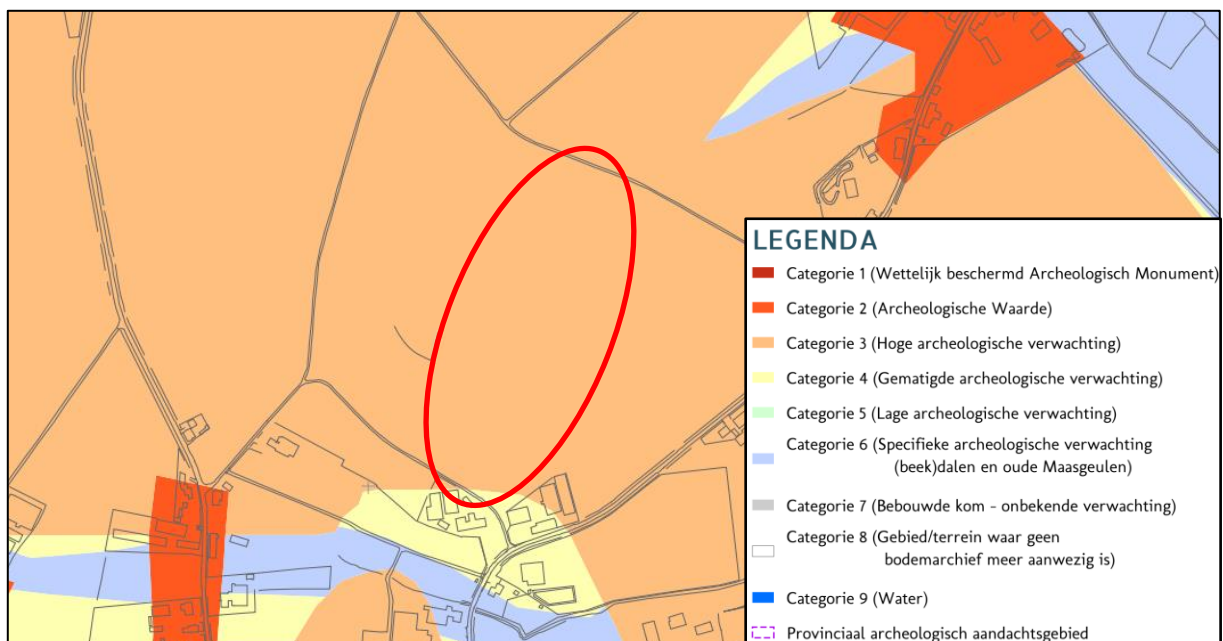 LEGENDA
Categorie 1 (Wettelijk beschermd Archeologisch Monument)
Categorie 2 (Archeologische Waarde)
Categorie 3 (Hoge archeologische verwachting)
Categorie 4 (Gematigde archeologische verwachting)
Categorie 5 (Lage archeologische verwachting)
Categorie 6 (Specifieke archeologische verwachting
(beek)dalen en oude Maasgeulen)
Categorie 7 (Bebouwde kom - onbekende verwachting)
Categorie 8 (Gebied/terrein waar geen
bodemarchief meer aanwezig is)
Categorie 9 (Water)
Provinciaal archeologisch aandachtsgebied